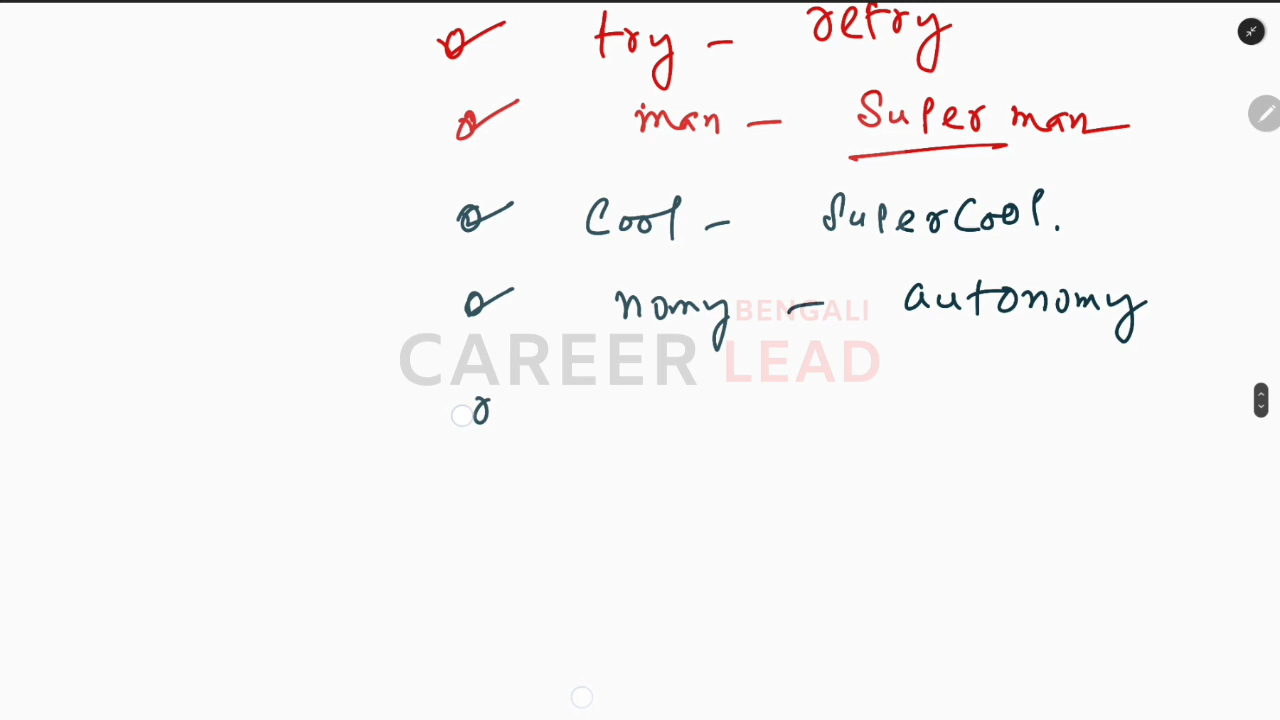 try - retry
man - Superman
Cool - SuperCool.
nomy - autonomy
BENGALI
CAREER LEAD